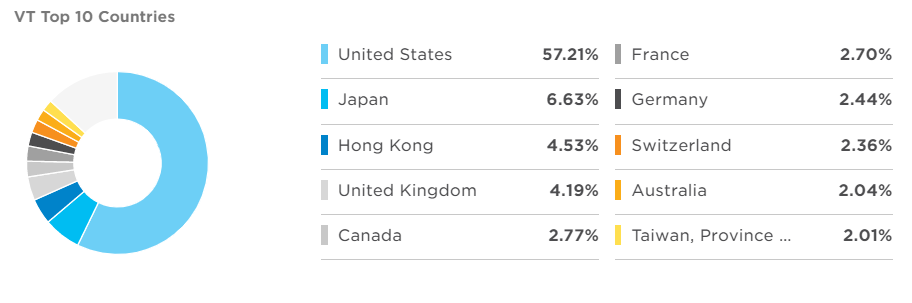 VT Top 10 Countries
United States 57.21%
Japan 6.63%
Hong Kong 4.53%
United Kingdom 4.19%
Canada 2.77%
France 2.70%
Germany 2.44%
Switzerland 2.36%
Australia 2.04%
Taiwan, Province ... 2.01%